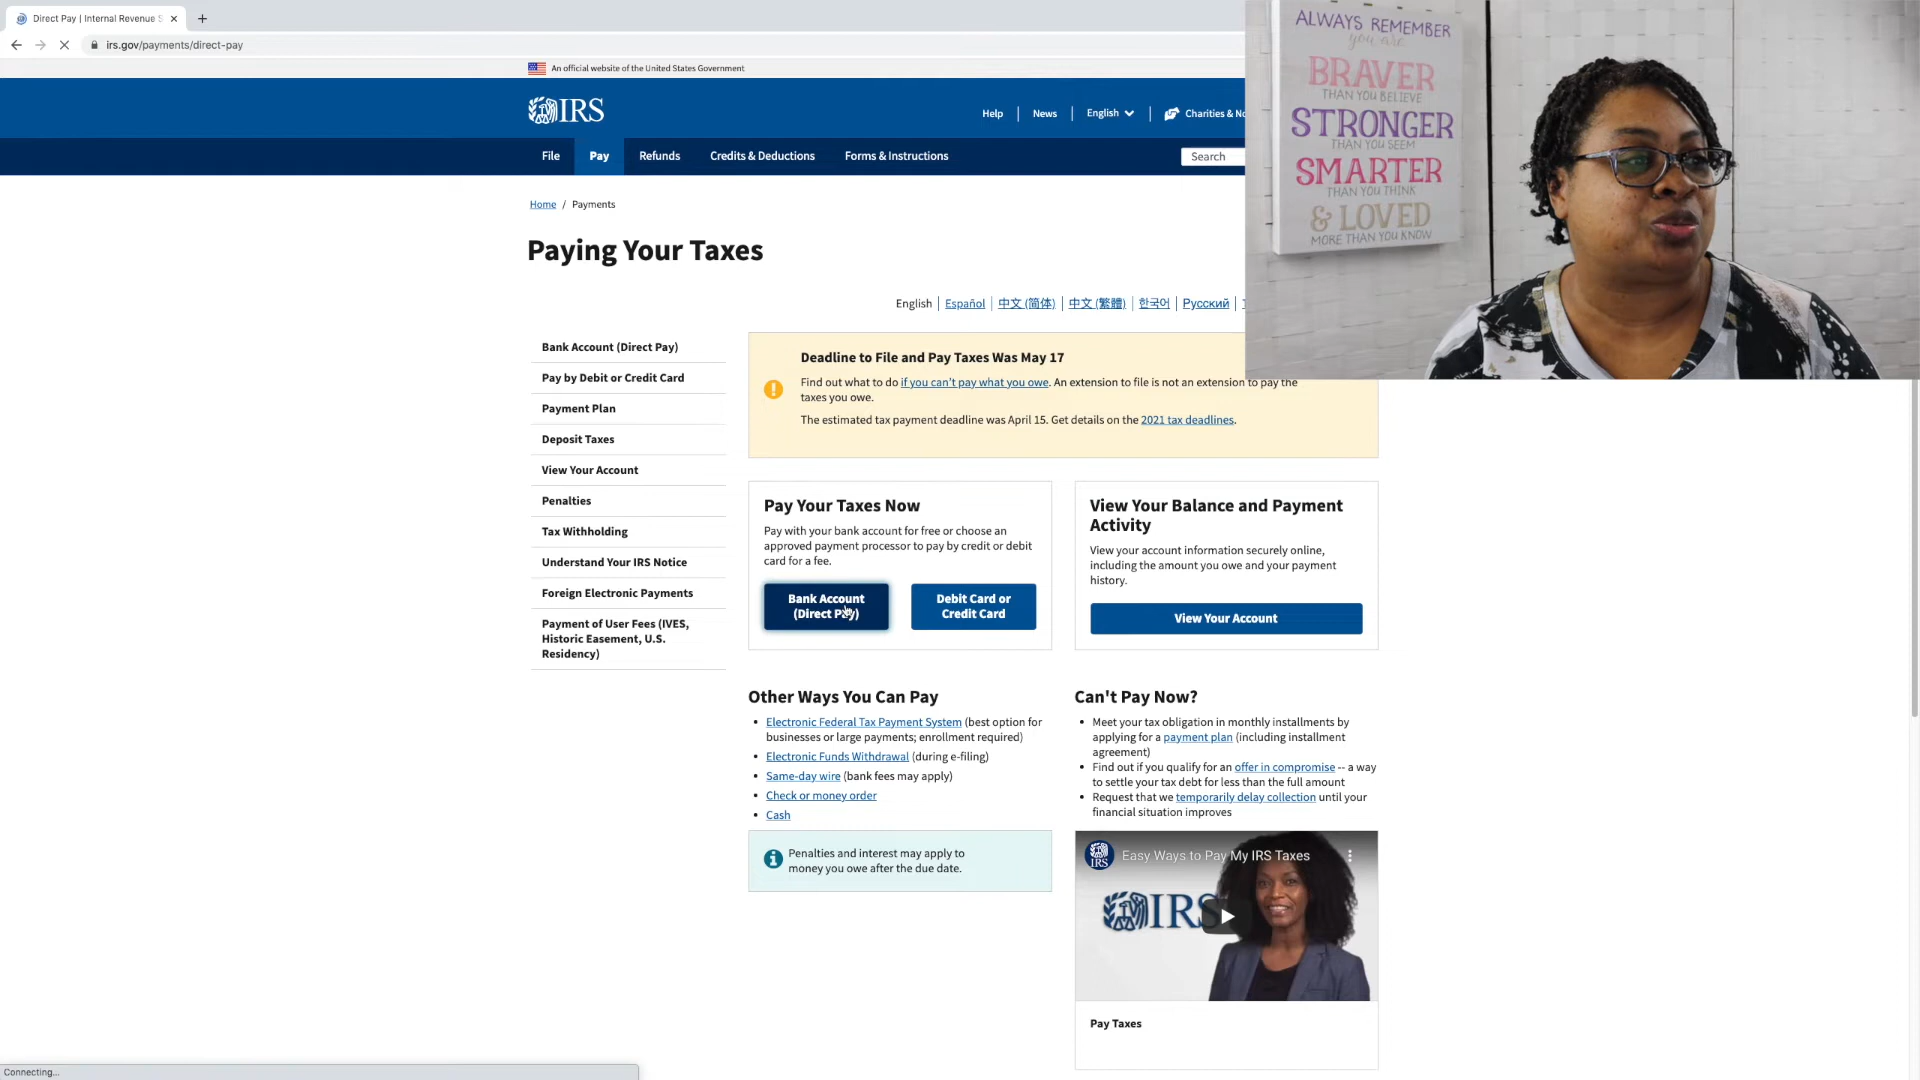 Direct Pay | Internal Revenue S
irs.gov/payments/direct-pay
An official website of the United States Government
IRS
Help
News
English
Charities & No
File
Pay
Refunds
Credits & Deductions
Forms & Instructions
Search
ALWAYS REMEMBER
you are
BRAVER
THAN YOU BELIEVE
STRONGER
THAN YOU SEEM
SMARTER
THAN YOU THINK
& LOVED
MORE THAN YOU KNOW
Home / Payments
Paying Your Taxes
English | Español | 中文 (简体) | 中文 (繁體) | 한국어 | Русский |
Bank Account (Direct Pay)
Pay by Debit or Credit Card
Payment Plan
Deposit Taxes
View Your Account
Penalties
Tax Withholding
Understand Your IRS Notice
Foreign Electronic Payments
Payment of User Fees (IVES,
Historic Easement, U.S.
Residency)
Deadline to File and Pay Taxes Was May 17
Find out what to do if you can't pay what you owe. An extension to file is not an extension to pay the
taxes you owe.
The estimated tax payment deadline was April 15. Get details on the 2021 tax deadlines.
Pay Your Taxes Now
Pay with your bank account for free or choose an
approved payment processor to pay by credit or debit
card for a fee.
Bank Account
(Direct Pay)
Debit Card or
Credit Card
View Your Balance and Payment
Activity
View your account information securely online,
including the amount you owe and your payment
history.
View Your Account
Other Ways You Can Pay
• Electronic Federal Tax Payment System (best option for
businesses or large payments; enrollment required)
• Electronic Funds Withdrawal (during e-filing)
• Same-day wire (bank fees may apply)
• Check or money order
• Cash
Penalties and interest may apply to
money you owe after the due date.
Can't Pay Now?
• Meet your tax obligation in monthly installments by
applying for a payment plan (including installment
agreement)
• Find out if you qualify for an offer in compromise -- a way
to settle your tax debt for less than the full amount
• Request that we temporarily delay collection until your
financial situation improves
IRS
Easy Ways to Pay My IRS Taxes
IRS
Pay Taxes
Connecting...